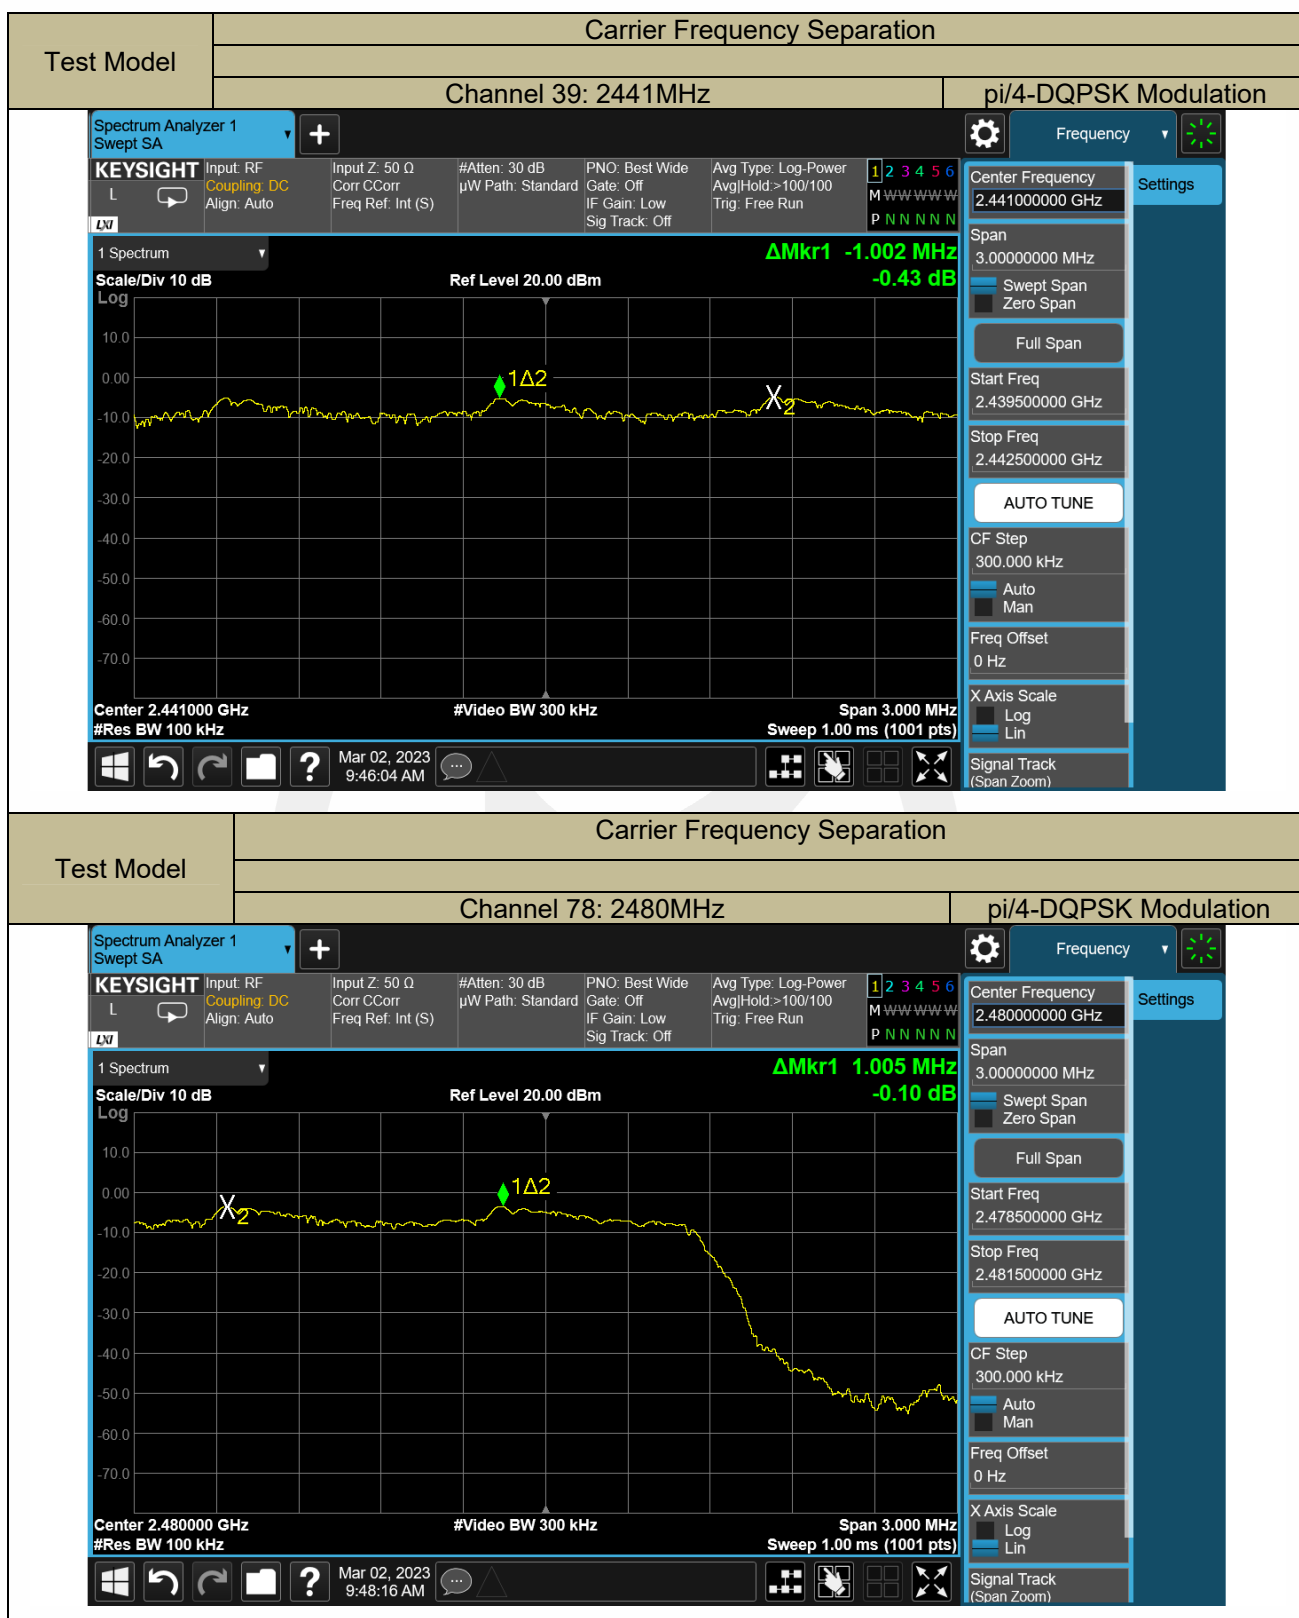 Test Model
Carrier Frequency Separation
Channel 39: 2441MHz
pi/4-DQPSK Modulation
Spectrum Analyzer 1
Swept SA
Frequency
KEYSIGHT
L
LXI
Input: RF
Coupling: DC
Align: Auto
Input Z: 50 Ω
Corr CCorr
Freq Ref: Int (S)
#Atten: 30 dB
µW Path: Standard
PNO: Best Wide
Gate: Off
IF Gain: Low
Sig Track: Off
Avg Type: Log-Power
Avg|Hold:>100/100
Trig: Free Run
1 2 3 4 5 6
M W W W W W
P N N N N N
1 Spectrum
ΔMkr1 -1.002 MHz
-0.43 dB
Scale/Div 10 dB
Ref Level 20.00 dBm
Log
10.0
0.00
-10.0
-20.0
-30.0
-40.0
-50.0
-60.0
-70.0
1Δ2
X2
Center 2.441000 GHz
#Video BW 300 kHz
Span 3.000 MHz
#Res BW 100 kHz
Sweep 1.00 ms (1001 pts)
Mar 02, 2023
9:46:04 AM
Center Frequency
2.441000000 GHz
Settings
Span
3.00000000 MHz
Swept Span
Zero Span
Full Span
Start Freq
2.439500000 GHz
Stop Freq
2.442500000 GHz
AUTO TUNE
CF Step
300.000 kHz
Auto
Man
Freq Offset
0 Hz
X Axis Scale
Log
Lin
Signal Track
(Span Zoom)
Test Model
Carrier Frequency Separation
Channel 78: 2480MHz
pi/4-DQPSK Modulation
Spectrum Analyzer 1
Swept SA
Frequency
KEYSIGHT
L
LXI
Input: RF
Coupling: DC
Align: Auto
Input Z: 50 Ω
Corr CCorr
Freq Ref: Int (S)
#Atten: 30 dB
µW Path: Standard
PNO: Best Wide
Gate: Off
IF Gain: Low
Sig Track: Off
Avg Type: Log-Power
Avg|Hold:>100/100
Trig: Free Run
1 2 3 4 5 6
M W W W W W
P N N N N N
1 Spectrum
ΔMkr1 1.005 MHz
-0.10 dB
Scale/Div 10 dB
Ref Level 20.00 dBm
Log
10.0
0.00
-10.0
-20.0
-30.0
-40.0
-50.0
-60.0
-70.0
X2
1Δ2
Center 2.480000 GHz
#Video BW 300 kHz
Span 3.000 MHz
#Res BW 100 kHz
Sweep 1.00 ms (1001 pts)
Mar 02, 2023
9:48:16 AM
Center Frequency
2.480000000 GHz
Settings
Span
3.00000000 MHz
Swept Span
Zero Span
Full Span
Start Freq
2.478500000 GHz
Stop Freq
2.481500000 GHz
AUTO TUNE
CF Step
300.000 kHz
Auto
Man
Freq Offset
0 Hz
X Axis Scale
Log
Lin
Signal Track
(Span Zoom)